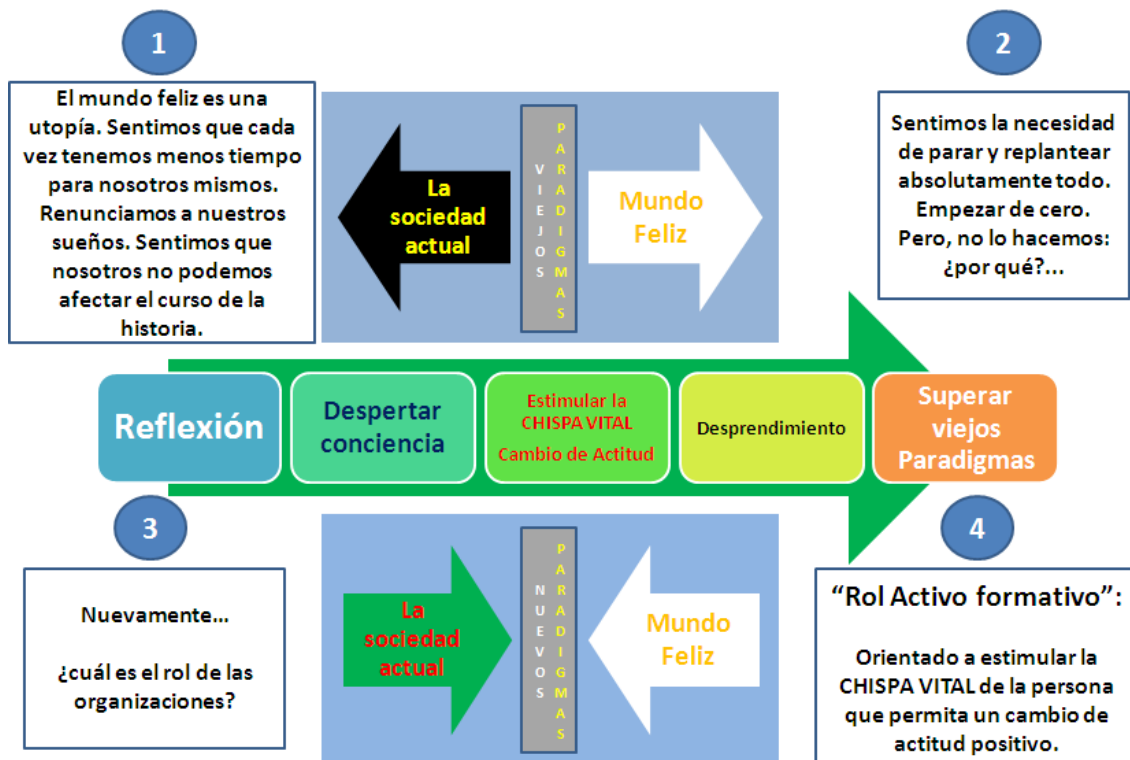 1
El mundo feliz es una
utopía. Sentimos que cada
vez tenemos menos tiempo
para nosotros mismos.
Renunciamos a nuestros
sueños. Sentimos que
nosotros no podemos
afectar el curso de la
historia.
La
sociedad
actual
VIEJOS
PARADIGMAS
Mundo
Feliz
2
Sentimos la necesidad
de parar y replantear
absolutamente todo.
Empezar de cero.
Pero, no lo hacemos:
¿por qué?...
Reflexión
Despertar
conciencia
Estimular la
CHISPA VITAL
Cambio de Actitud
Desprendimiento
Superar
viejos
Paradigmas
3
Nuevamente...
¿cuál es el rol de las
organizaciones?
La
sociedad
actual
NUEVOS
PARADIGMAS
Mundo
Feliz
4
“Rol Activo formativo”:
Orientado a estimular la
CHISPA VITAL de la persona
que permita un cambio de
actitud positivo.